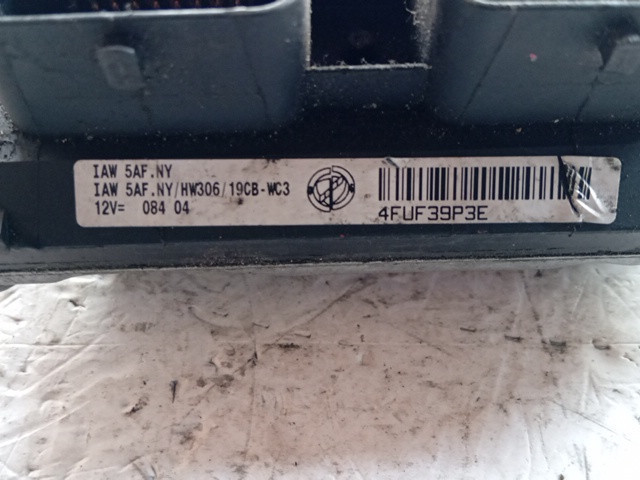 IAW 5AF.NY
IAW 5AF.NY/HW306/19CB-WC3
12V= 084 04
4FUF39P3E